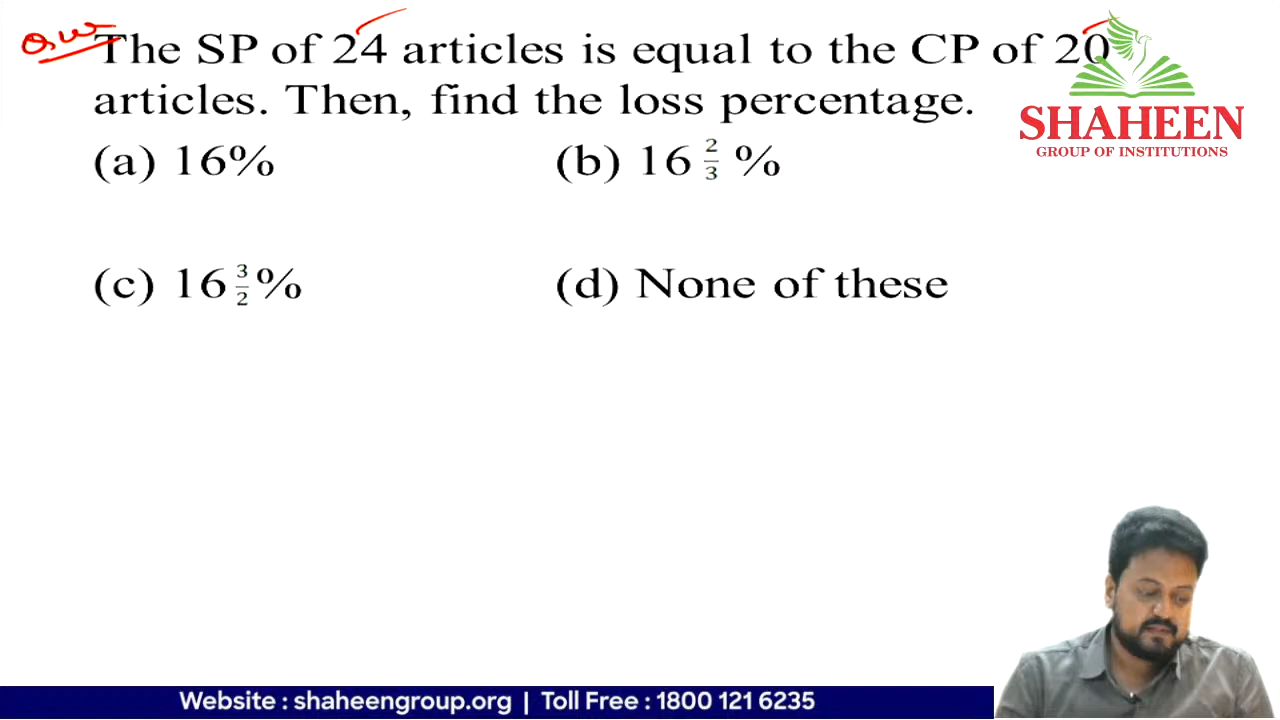 Q.W
The SP of 24 articles is equal to the CP of 20
articles. Then, find the loss percentage.
(a) 16% (b) 16 2/3 %
(c) 16 3/2 % (d) None of these
SHAHEEN
GROUP OF INSTITUTIONS
Website : shaheengroup.org | Toll Free : 1800 121 6235